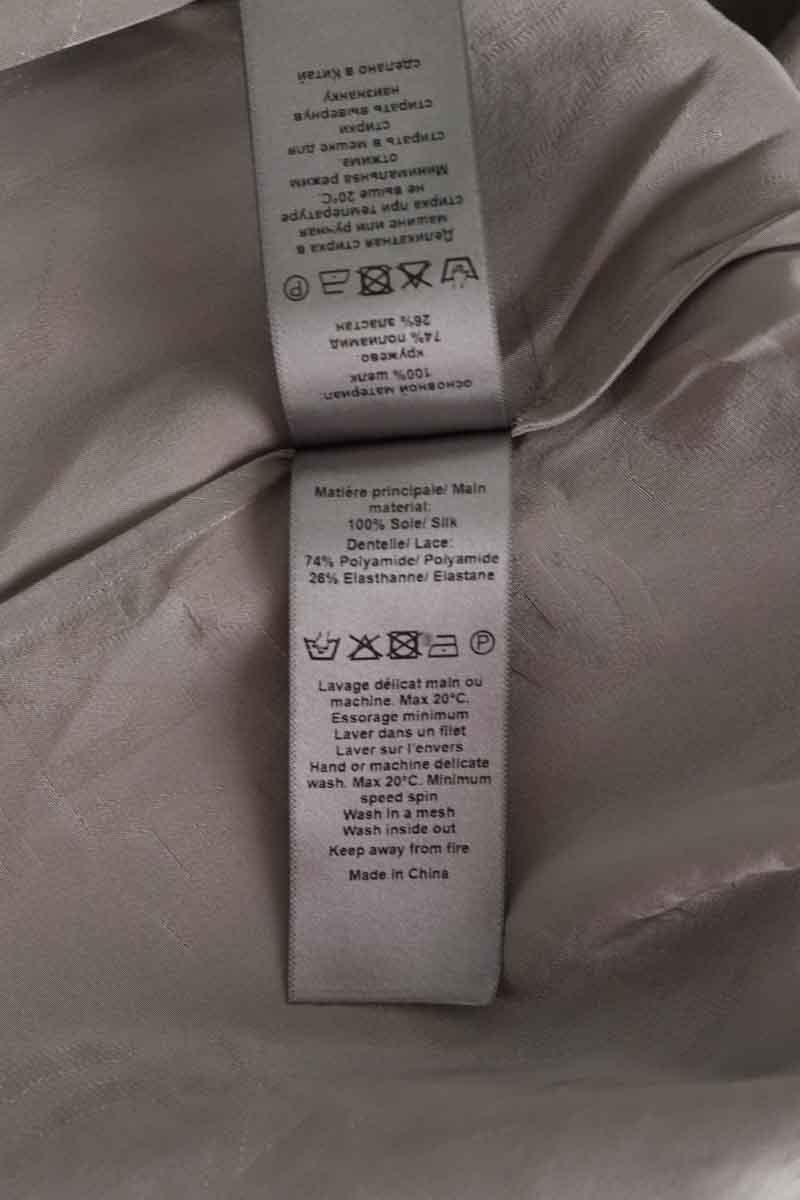 основной материал:
100% шелк
кружево:
74% полиамид
26% эластан
P
Деликатная стирка в
машине или ручная
стирка при температуре
не выше 20°C.
Минимальная режим
отжима.
стирать в мешке для
стирки
стирать вывернув
наизнанку
сделано в Китай
Matière principale/ Main
material:
100% Soie/ Silk
Dentelle/ Lace:
74% Polyamide/ Polyamide
26% Elasthanne/ Elastane
P
Lavage délicat main ou
machine. Max 20°C.
Essorage minimum
Laver dans un filet
Laver sur l'envers
Hand or machine delicate
wash. Max 20°C. Minimum
speed spin
Wash in a mesh
Wash inside out
Keep away from fire
Made in China